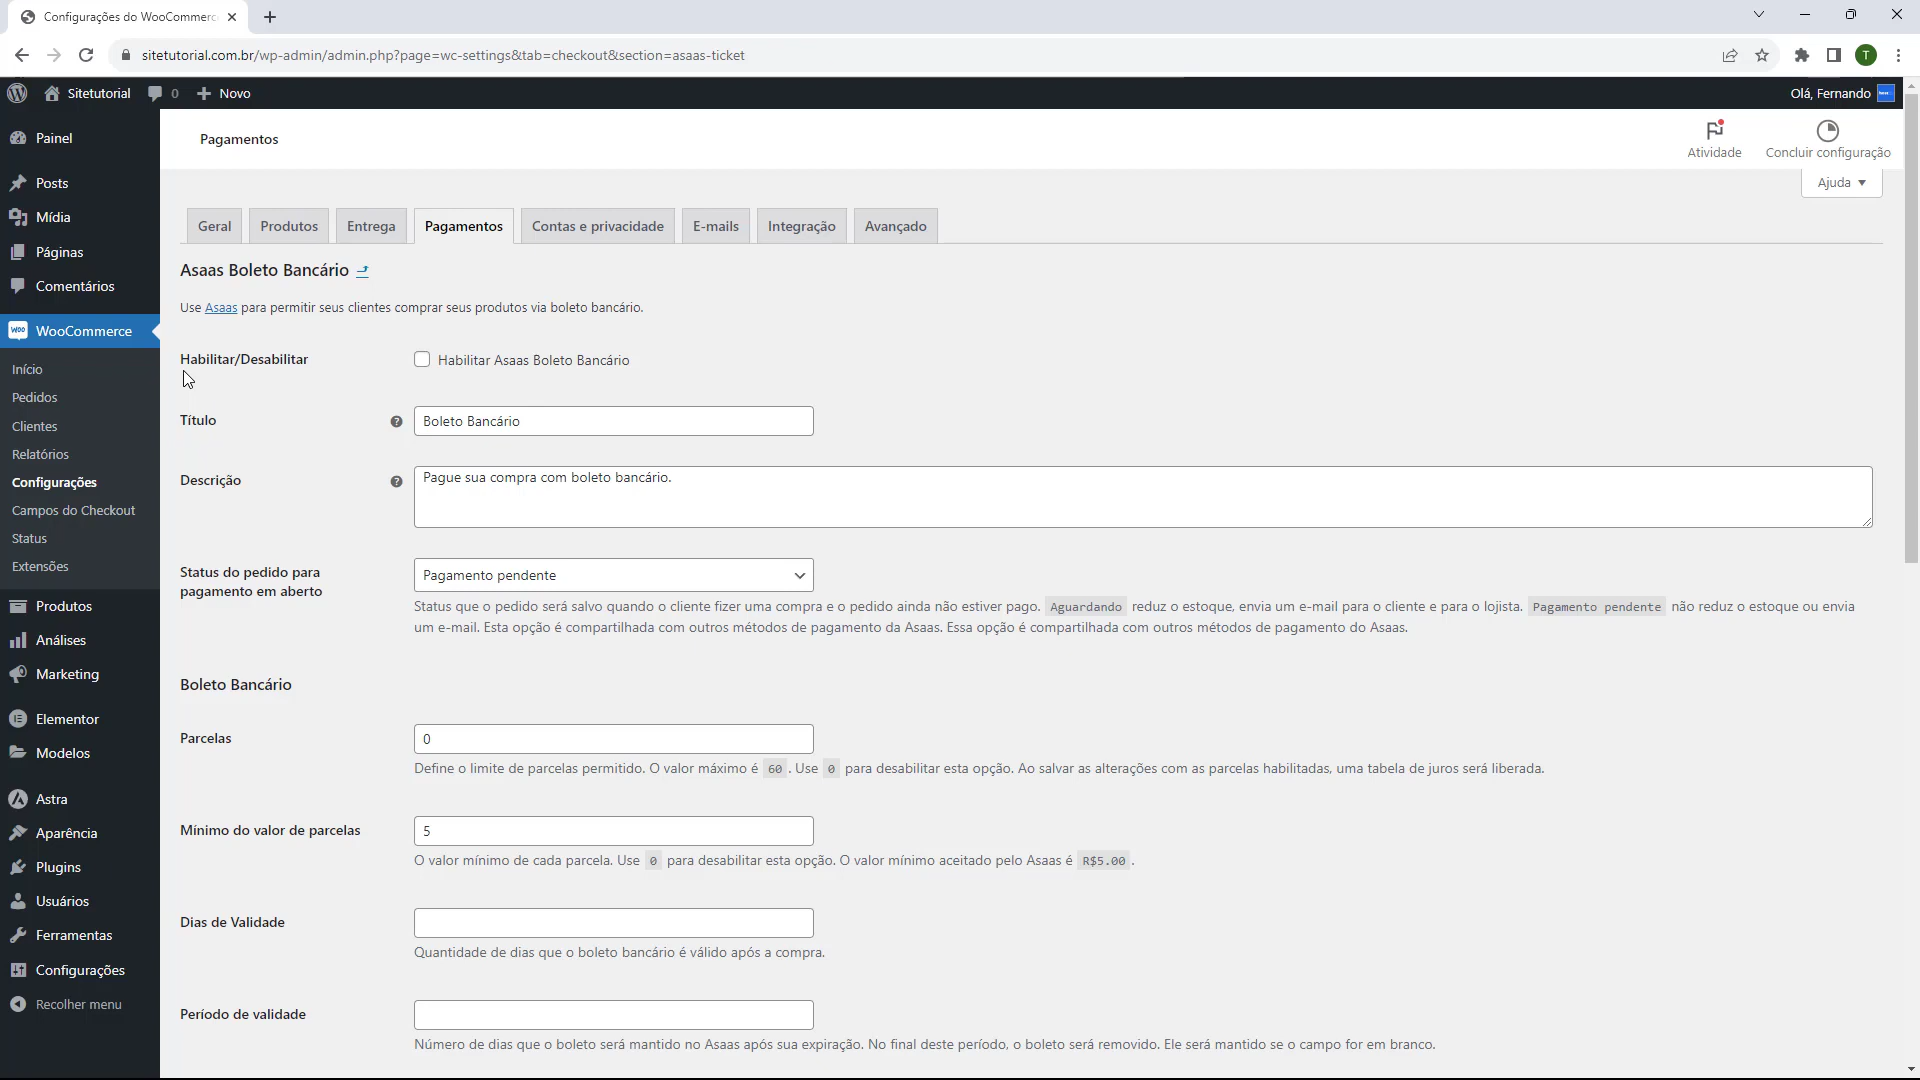 Configurações do WooCommerc
sitetutorial.com.br/wp-admin/admin.php?page=wc-settings&tab=checkout&section=asaas-ticket
T
Sitetutorial
0
Novo
Olá, Fernando
Painel
Posts
Mídia
Páginas
Comentários
WooCommerce
Início
Pedidos
Clientes
Relatórios
Configurações
Campos do Checkout
Status
Extensões
Produtos
Análises
Marketing
Elementor
Modelos
Astra
Aparência
Plugins
Usuários
Ferramentas
Configurações
Recolher menu
Pagamentos
Atividade
Concluir configuração
Ajuda
Geral
Produtos
Entrega
Pagamentos
Contas e privacidade
E-mails
Integração
Avançado
Asaas Boleto Bancário
Use Asaas para permitir seus clientes comprar seus produtos via boleto bancário.
Habilitar/Desabilitar
Habilitar Asaas Boleto Bancário
Título
Boleto Bancário
Descrição
Pague sua compra com boleto bancário.
Status do pedido para
pagamento em aberto
Pagamento pendente
Status que o pedido será salvo quando o cliente fizer uma compra e o pedido ainda não estiver pago. Aguardando reduz o estoque, envia um e-mail para o cliente e para o lojista. Pagamento pendente não reduz o estoque ou envia
um e-mail. Esta opção é compartilhada com outros métodos de pagamento da Asaas. Essa opção é compartilhada com outros métodos de pagamento do Asaas.
Boleto Bancário
Parcelas
0
Define o limite de parcelas permitido. O valor máximo é 60 . Use 0 para desabilitar esta opção. Ao salvar as alterações com as parcelas habilitadas, uma tabela de juros será liberada.
Mínimo do valor de parcelas
5
O valor mínimo de cada parcela. Use 0 para desabilitar esta opção. O valor mínimo aceitado pelo Asaas é R$5.00 .
Dias de Validade
Quantidade de dias que o boleto bancário é válido após a compra.
Período de validade
Número de dias que o boleto será mantido no Asaas após sua expiração. No final deste período, o boleto será removido. Ele será mantido se o campo for em branco.